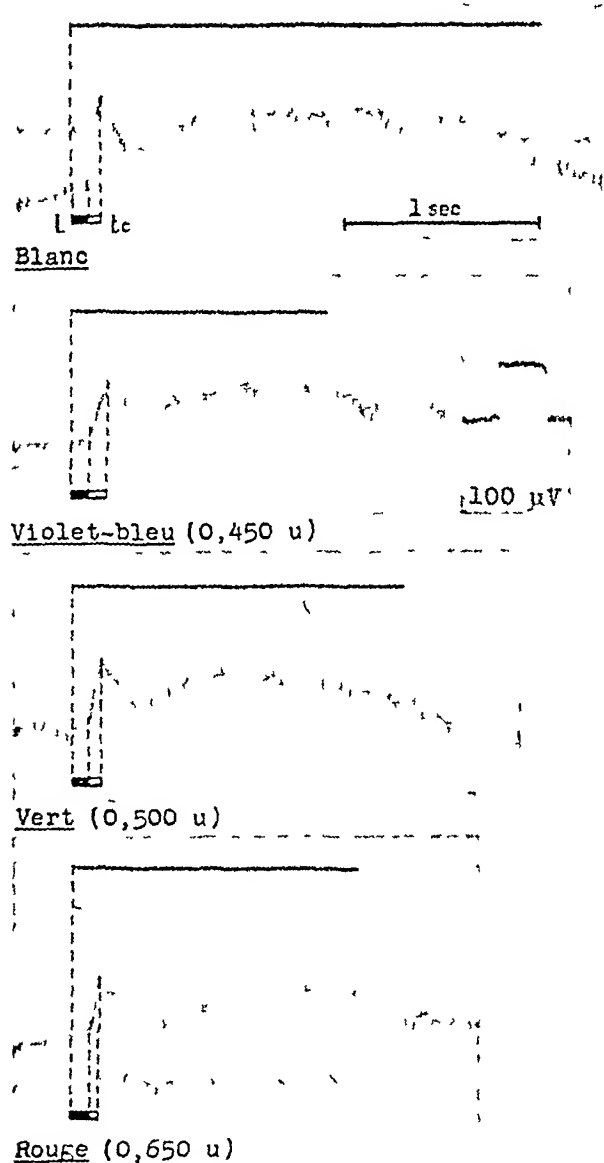 1 sec
L tc
Blanc
100 µV
Violet-bleu (0,450 u)
Vert (0,500 u)
Rouge (0,650 u)